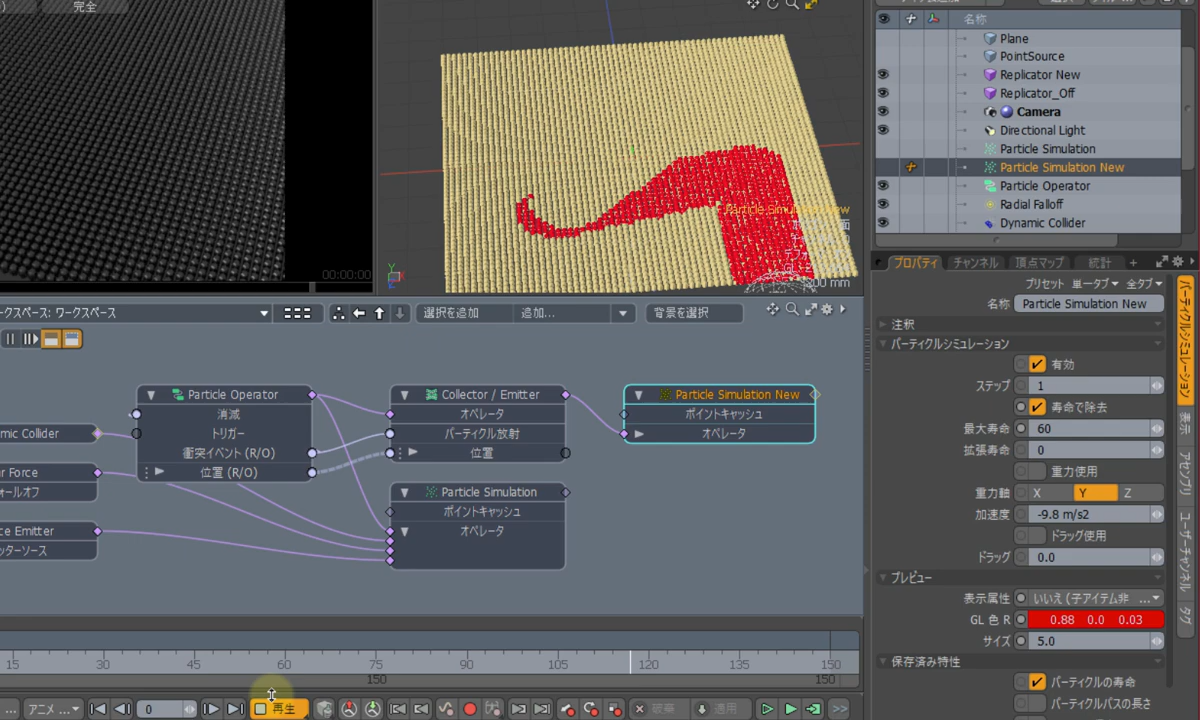 完全
00:00:00
Particle Simulation New
200 mm
名称
Plane
PointSource
Replicator New
Replicator_Off
Camera
Directional Light
Particle Simulation
Particle Simulation New
Particle Operator
Radial Falloff
Dynamic Collider
プロパティ
チャンネル
頂点マップ
統計
+
プリセット 単一タブ 全タブ
名称 Particle Simulation New
注釈
パーティクルシミュレーション
有効
ステップ 1
寿命で除去
最大寿命 60
拡張寿命 0
重力使用
重力軸 X Y Z
加速度 -9.8 m/s2
ドラッグ使用
ドラッグ 0.0
プレビュー
表示属性 いいえ (子アイテム非 ...
GL 色 R 0.88 0.0 0.03
サイズ 5.0
保存済み特性
パーティクルの寿命
パーティクルパスの長さ
パーティクルシミュレーション
表示
アセンブリ
ユーザーチャンネル
タグ
クスペース: ワークスペース
選択を追加
追加...
背景を選択
Particle Operator
消滅
トリガー
衝突イベント (R/O)
位置 (R/O)
Collector / Emitter
オペレータ
パーティクル放射
位置
Particle Simulation New
ポイントキャッシュ
オペレータ
Particle Simulation
ポイントキャッシュ
オペレータ
mic Collider
r Force
ォールオフ
ce Emitter
ッターソース
15 30 45 60 75 90 105 120 135 150
150 150
... アニメ ... 0 再生 破棄 適用 >>